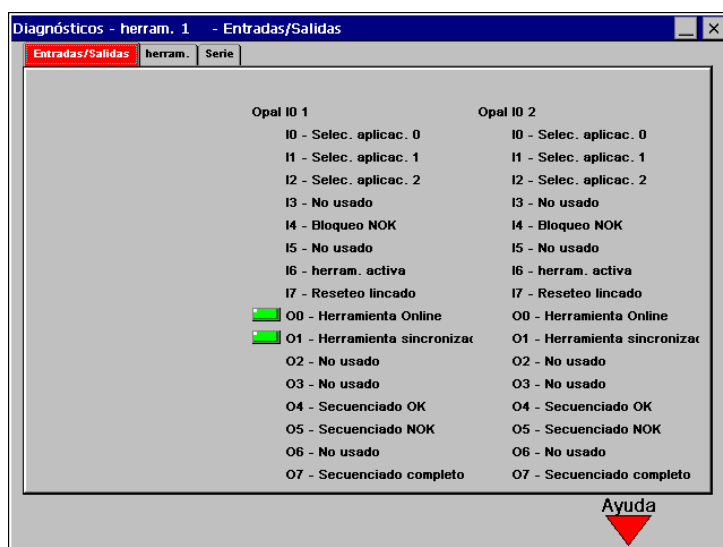 Diagnósticos - herram. 1 - Entradas/Salidas
Entradas/Salidas herram. Serie
Opal IO 1 Opal IO 2
I0 - Selec. aplicac. 0 I0 - Selec. aplicac. 0
I1 - Selec. aplicac. 1 I1 - Selec. aplicac. 1
I2 - Selec. aplicac. 2 I2 - Selec. aplicac. 2
I3 - No usado I3 - No usado
I4 - Bloqueo NOK I4 - Bloqueo NOK
I5 - No usado I5 - No usado
I6 - herram. activa I6 - herram. activa
I7 - Reseteo lincado I7 - Reseteo lincado
O0 - Herramienta Online O0 - Herramienta Online
O1 - Herramienta sincronizac O1 - Herramienta sincronizac
O2 - No usado O2 - No usado
O3 - No usado O3 - No usado
O4 - Secuenciado OK O4 - Secuenciado OK
O5 - Secuenciado NOK O5 - Secuenciado NOK
O6 - No usado O6 - No usado
O7 - Secuenciado completo O7 - Secuenciado completo
Ayuda